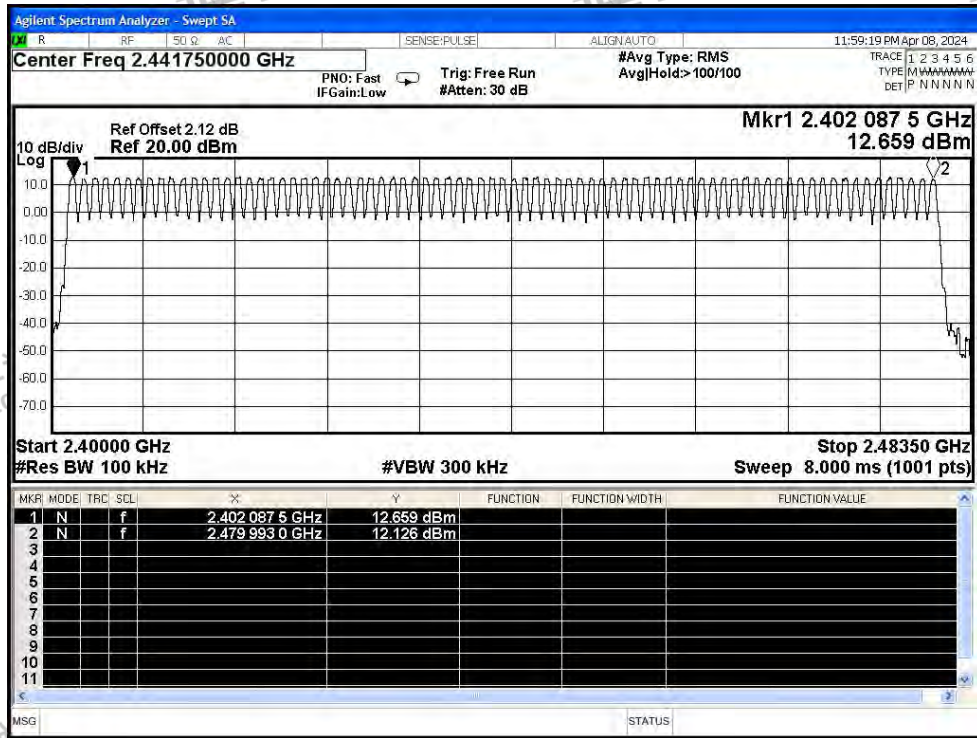 Agilent Spectrum Analyzer - Swept SA
LXI R RF 50 Ω AC SENSE:PULSE ALIGN AUTO 11:59:19 PM Apr 08, 2024
Center Freq 2.441750000 GHz
PNO: Fast
IFGain:Low
Trig: Free Run
#Atten: 30 dB
#Avg Type: RMS
Avg|Hold:>100/100
TRACE 1 2 3 4 5 6
TYPE M
DET P N N N N N
Mkr1 2.402 087 5 GHz
12.659 dBm
Ref Offset 2.12 dB
10 dB/div Ref 20.00 dBm
Log
1
2
10.0
0.00
-10.0
-20.0
-30.0
-40.0
-50.0
-60.0
-70.0
Start 2.40000 GHz Stop 2.48350 GHz
#Res BW 100 kHz #VBW 300 kHz Sweep 8.000 ms (1001 pts)
MKR MODE TRC SCL X Y FUNCTION FUNCTION WIDTH FUNCTION VALUE
1 N f 2.402 087 5 GHz 12.659 dBm
2 N f 2.479 993 0 GHz 12.126 dBm
3
4
5
6
7
8
9
10
11
MSG STATUS